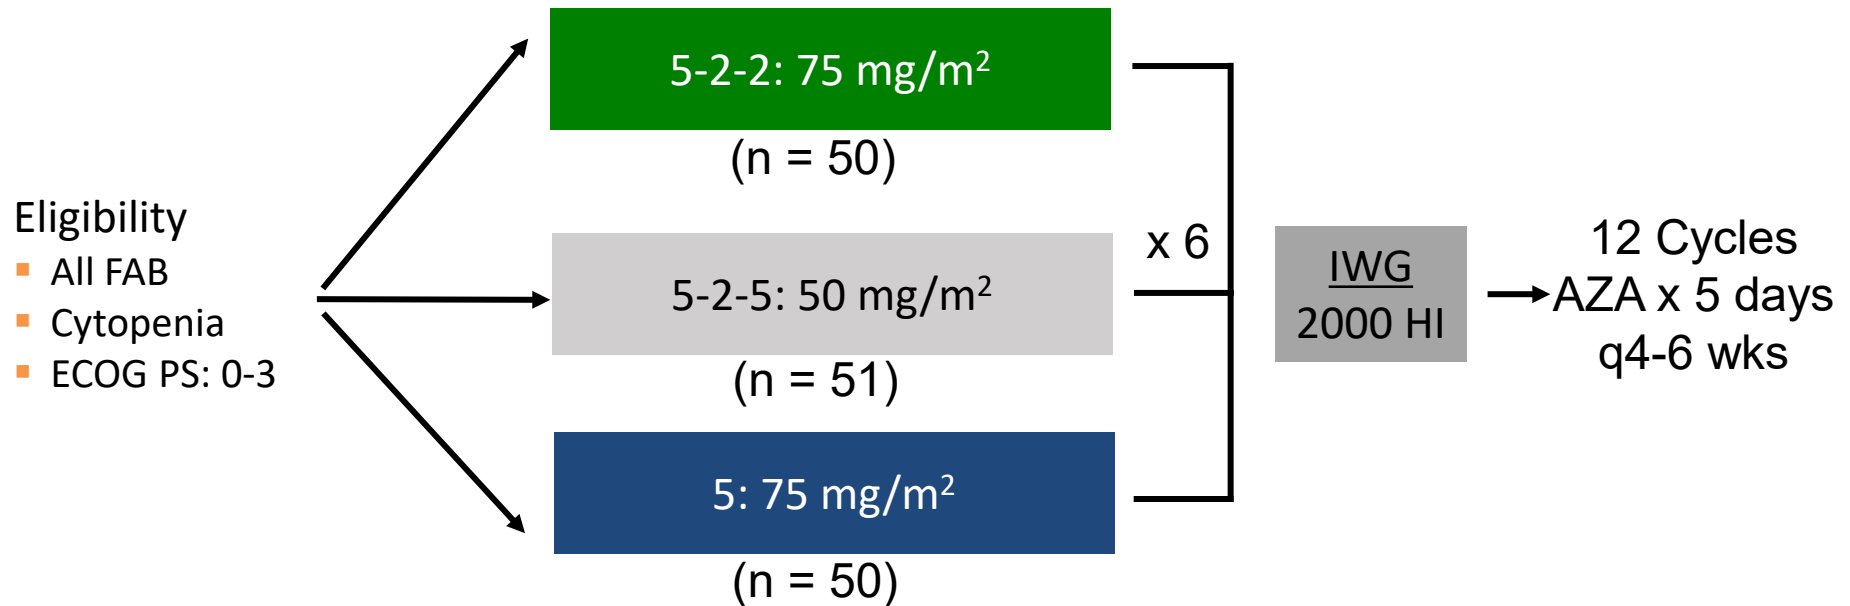 Eligibility
▪ All FAB
▪ Cytopenia
▪ ECOG PS: 0-3
5-2-2: 75 mg/m²
(n = 50)
5-2-5: 50 mg/m²
(n = 51)
5: 75 mg/m²
(n = 50)
x 6
IWG
2000 HI
12 Cycles
AZA x 5 days
q4-6 wks